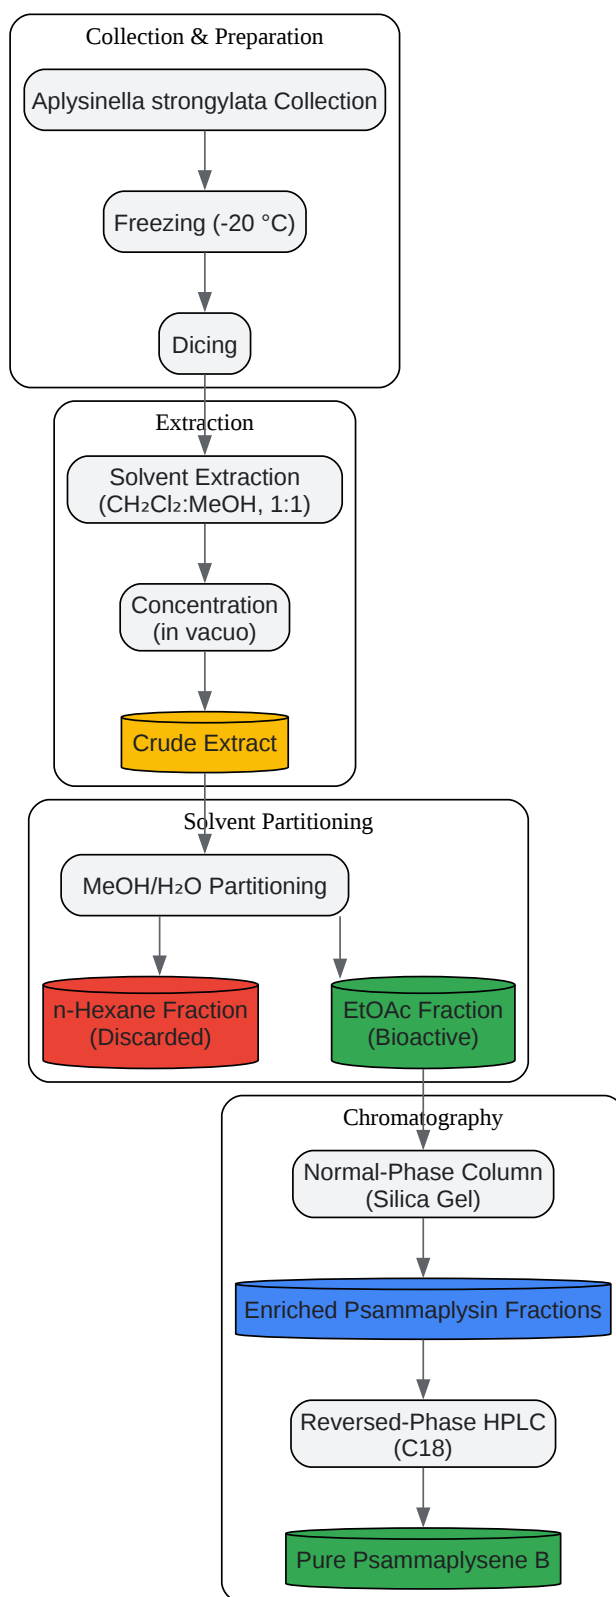 Collection & Preparation
Aplysinella strongylata Collection
Freezing (-20 °C)
Dicing
Extraction
Solvent Extraction
(CH₂Cl₂:MeOH, 1:1)
Concentration
(in vacuo)
Crude Extract
Solvent Partitioning
MeOH/H₂O Partitioning
n-Hexane Fraction
(Discarded)
EtOAc Fraction
(Bioactive)
Chromatography
Normal-Phase Column
(Silica Gel)
Enriched Psammaplysin Fractions
Reversed-Phase HPLC
(C18)
Pure Psammaplysene B